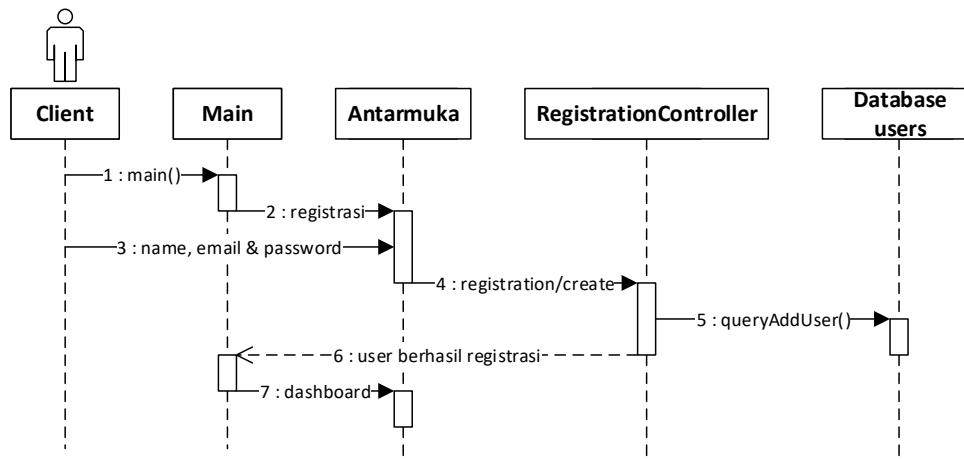 Client
Main
Antarmuka
RegistrationController
Database
users
1 : main()
2 : registrasi
3 : name, email & password
4 : registration/create
5 : queryAddUser()
6 : user berhasil registrasi
7 : dashboard